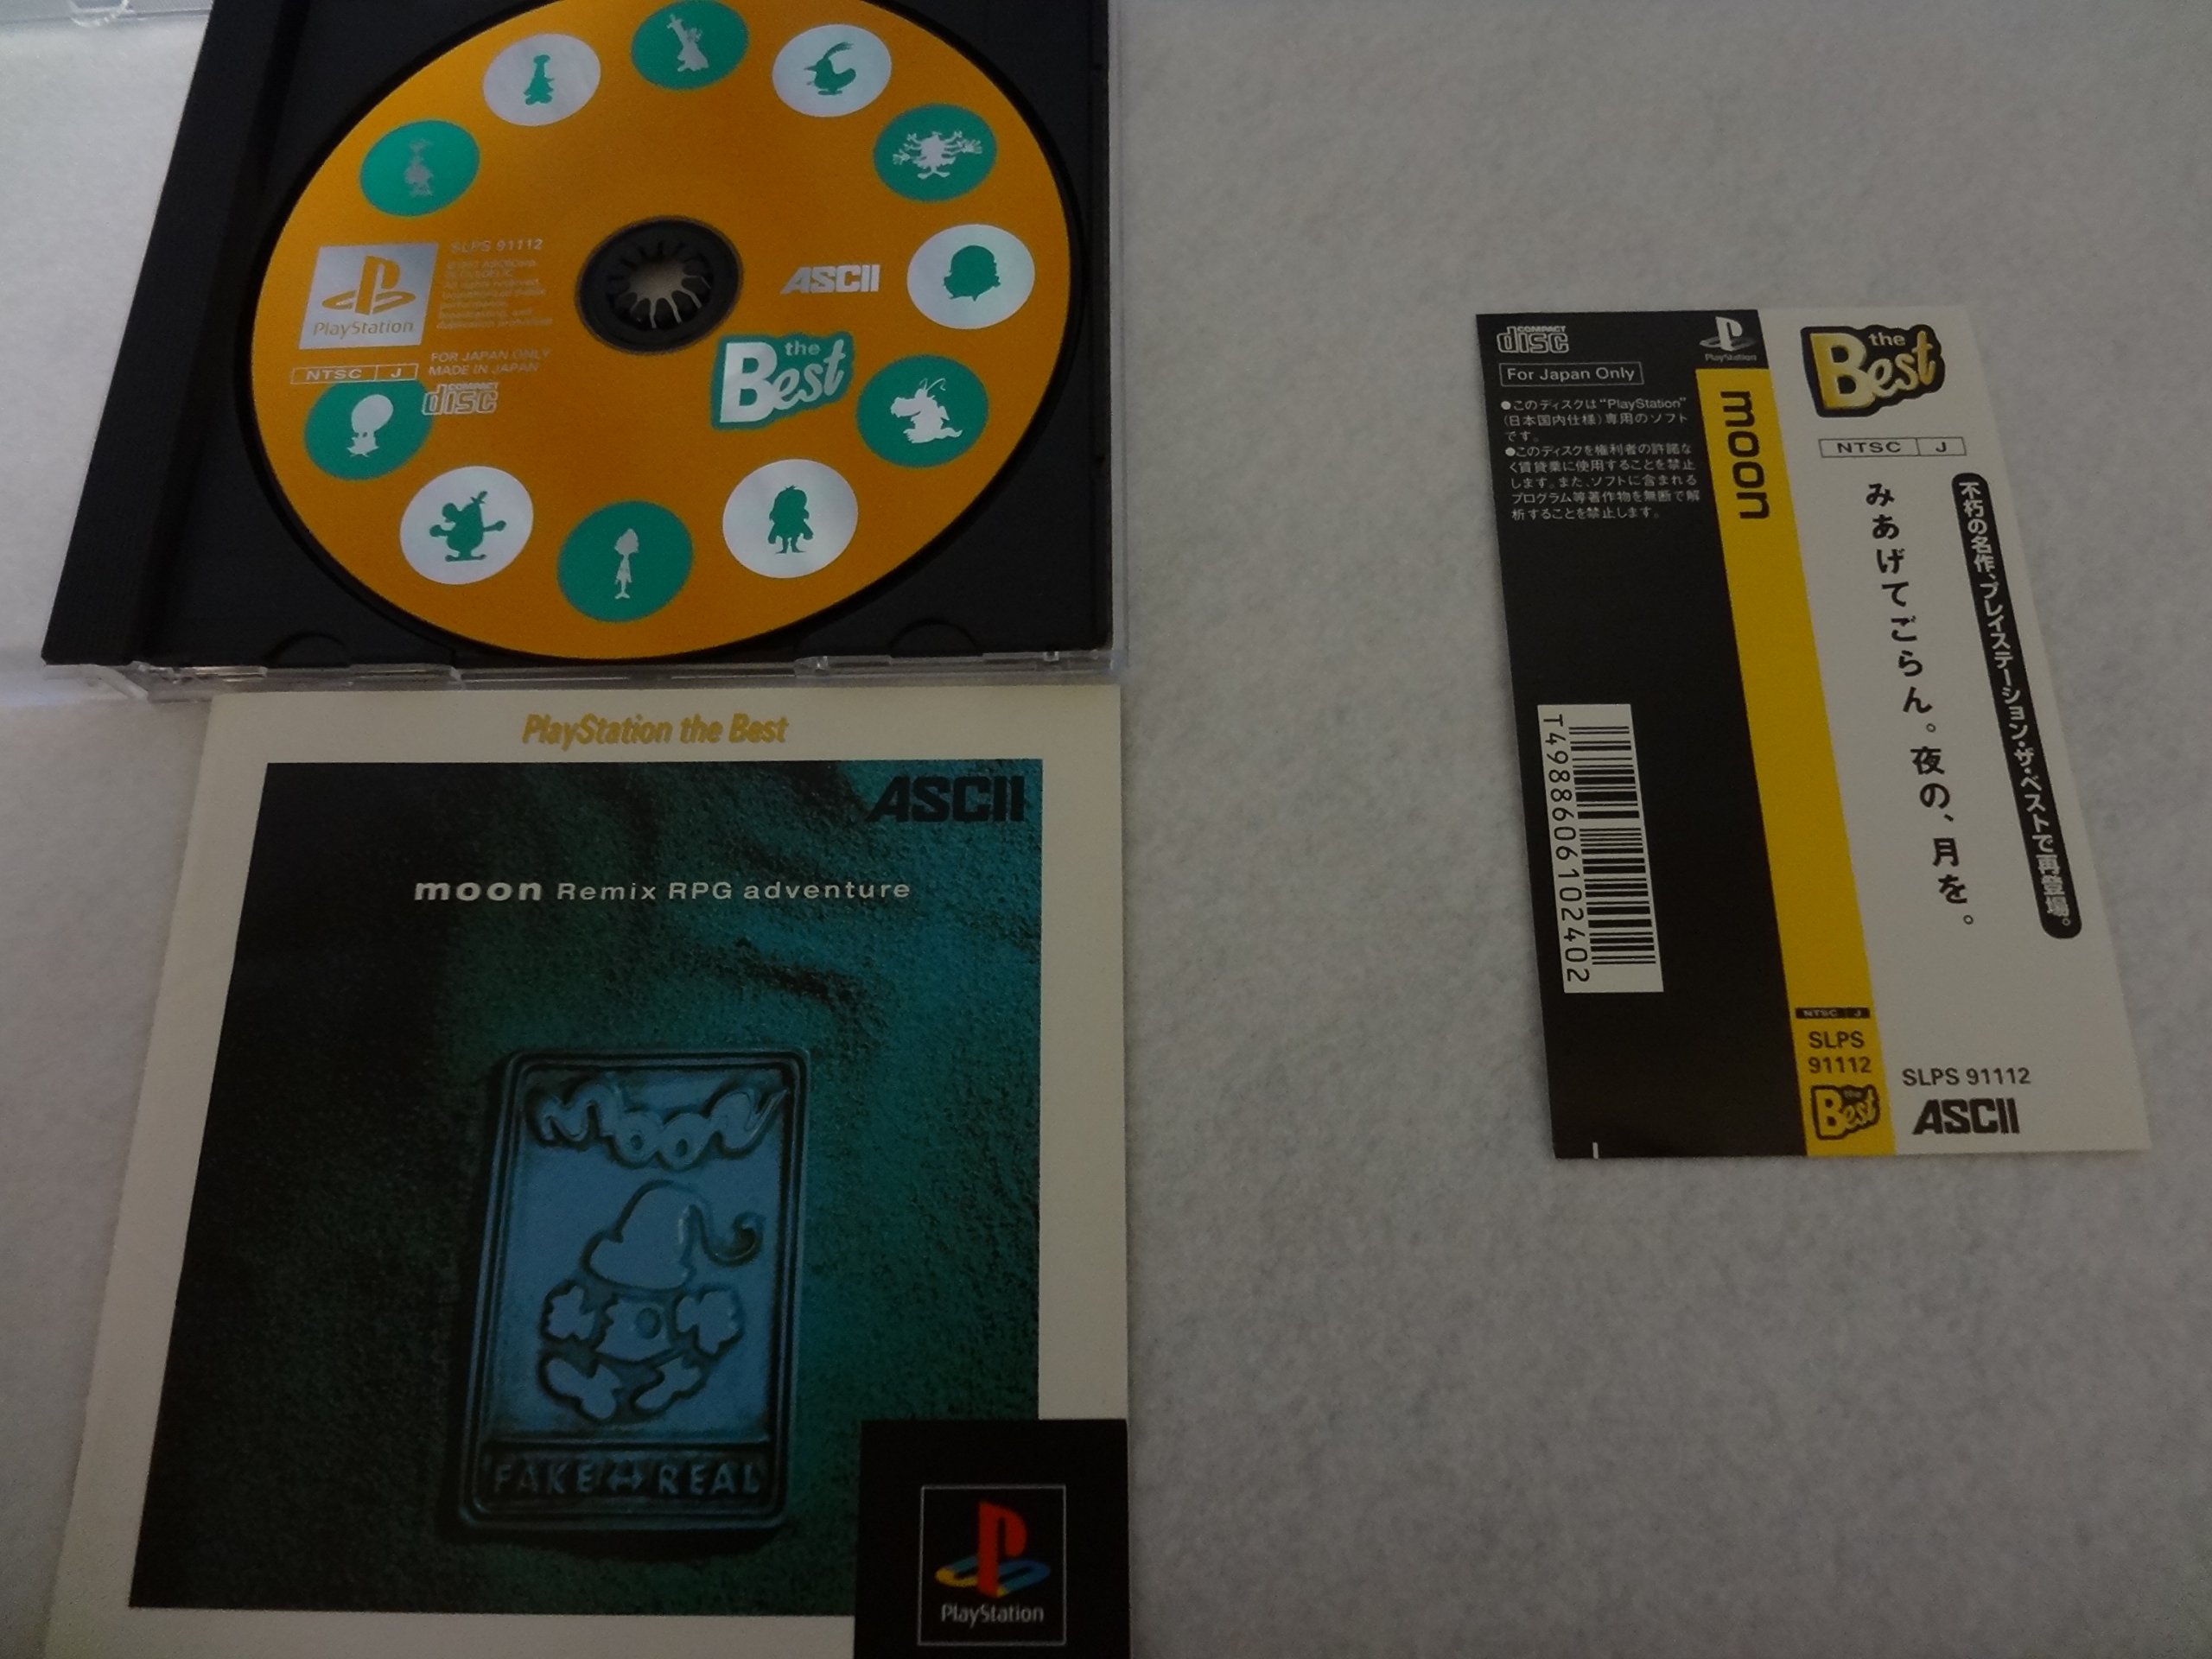 SLPS 91112
All rights reserved.
PlayStation
NTSC J
FOR JAPAN ONLY
MADE IN JAPAN
COMPACT
disc
ASCII
the
Best
PlayStation the Best
ASCII
moon Remix RPG adventure
MOON
FAKE REAL
PlayStation
COMPACT
disc
For Japan Only
●このディスクは“PlayStation”
(日本国内仕様)専用のソフト
です。
●このディスクを権利者の許諾な
く賃貸業に使用することを禁止
します。また、ソフトに含まれる
プログラム等著作物を無断で解
析することを禁止します。
T4988606102402
PlayStation
moon
NTSC J
SLPS
91112
the
Best
the
Best
NTSC J
不朽の名作、プレイステーション・ザ・ベストで再登場。
みあげてごらん。夜の、月を。
SLPS 91112
ASCII